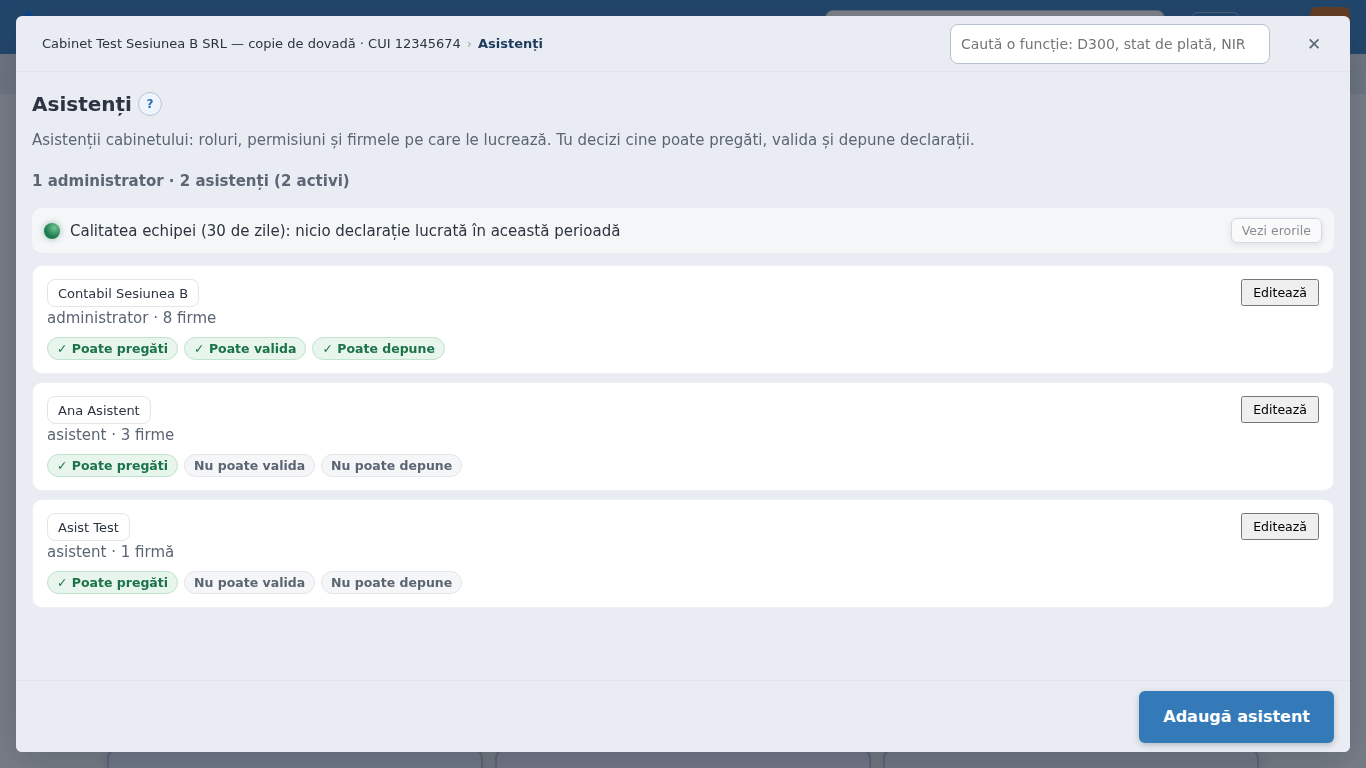 Cabinet Test Sesiunea B SRL — copie de dovadă · CUI 12345674 › Asistenți
Caută o funcție: D300, stat de plată, NIR
✕
Asistenți ?
Asistenții cabinetului: roluri, permisiuni și firmele pe care le lucrează. Tu decizi cine poate pregăti, valida și depune declarații.
1 administrator · 2 asistenți (2 activi)
Calitatea echipei (30 de zile): nicio declarație lucrată în această perioadă
Vezi erorile
Contabil Sesiunea B
Editează
administrator · 8 firme
✓ Poate pregăti ✓ Poate valida ✓ Poate depune
Ana Asistent
Editează
asistent · 3 firme
✓ Poate pregăti Nu poate valida Nu poate depune
Asist Test
Editează
asistent · 1 firmă
✓ Poate pregăti Nu poate valida Nu poate depune
Adaugă asistent